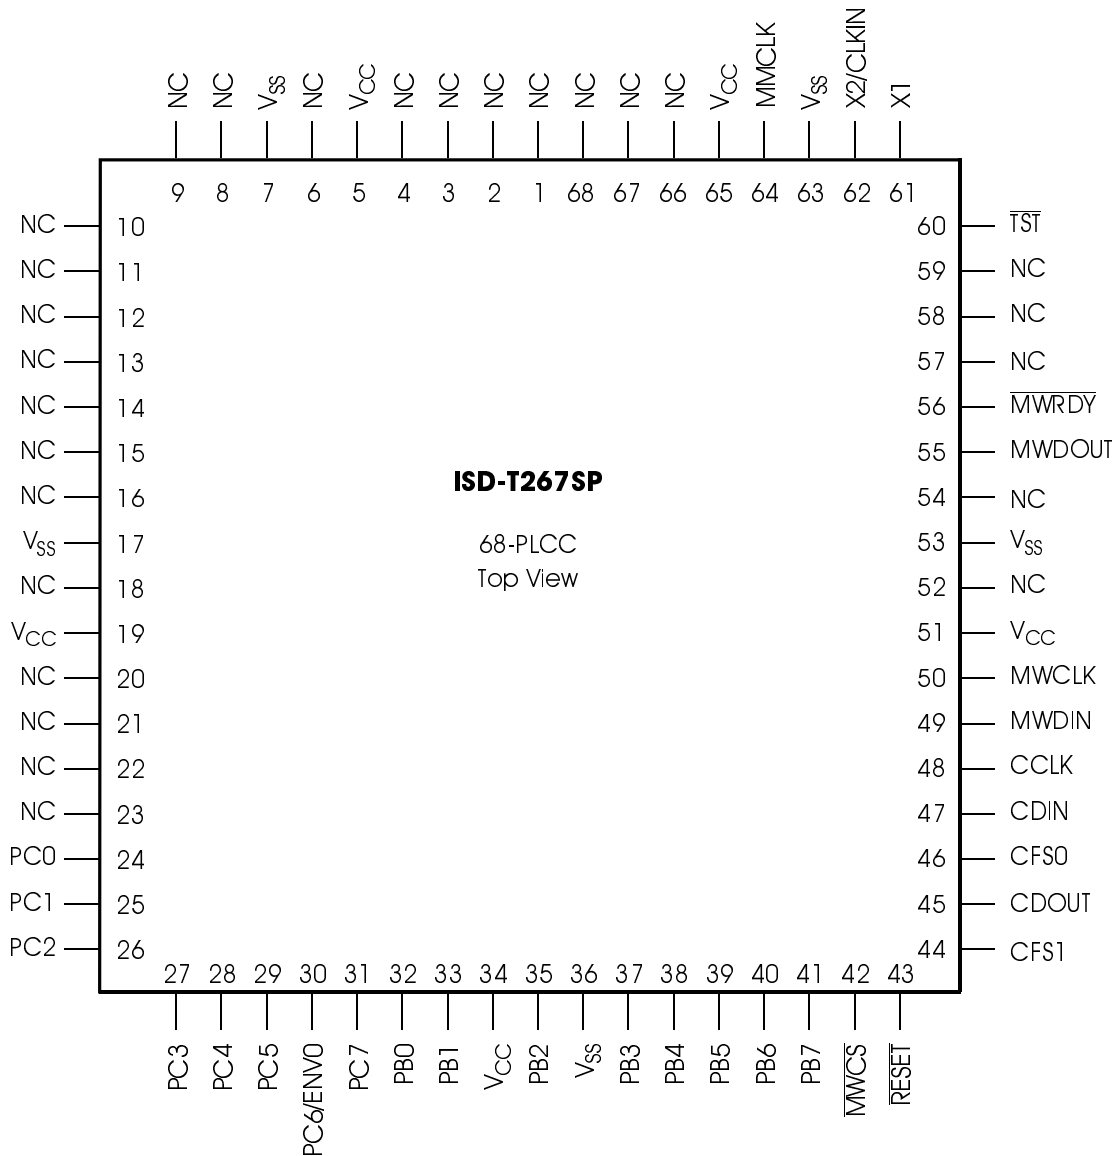 NC NC VSS NC VCC NC NC NC NC NC NC NC VCC MMCLK VSS X2/CLKIN X1
9 8 7 6 5 4 3 2 1 68 67 66 65 64 63 62 61
NC 10 60 TST
NC 11 59 NC
NC 12 58 NC
NC 13 57 NC
NC 14 56 MWRDY
NC 15 55 MWDOUT
ISD-T267SP
NC 16 54 NC
VSS 17 53 VSS
68-PLCC
Top View
NC 18 52 NC
VCC 19 51 VCC
NC 20 50 MWCLK
NC 21 49 MWDIN
NC 22 48 CCLK
NC 23 47 CDIN
PC0 24 46 CFS0
PC1 25 45 CDOUT
PC2 26 44 CFS1
27 28 29 30 31 32 33 34 35 36 37 38 39 40 41 42 43
PC3 PC4 PC5 PC6/ENV0 PC7 PB0 PB1 VCC PB2 VSS PB3 PB4 PB5 PB6 PB7 MWCS RESET